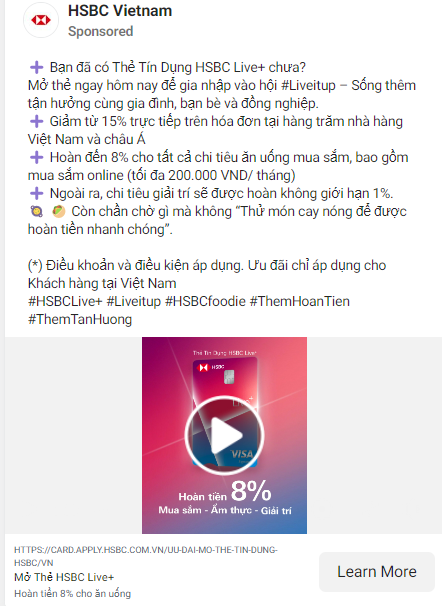 HSBC Vietnam
Sponsored
Bạn đã có Thẻ Tín Dụng HSBC Live+ chưa?
Mở thẻ ngay hôm nay để gia nhập vào hội #Liveitup – Sống thêm
tận hưởng cùng gia đình, bạn bè và đồng nghiệp.
Giảm từ 15% trực tiếp trên hóa đơn tại hàng trăm nhà hàng
Việt Nam và châu Á
Hoàn đến 8% cho tất cả chi tiêu ăn uống mua sắm, bao gồm
mua sắm online (tối đa 200.000 VND/ tháng)
Ngoài ra, chi tiêu giải trí sẽ được hoàn không giới hạn 1%.
Còn chần chờ gì mà không “Thử món cay nóng để được
hoàn tiền nhanh chóng”.
(*) Điều khoản và điều kiện áp dụng. Ưu đãi chỉ áp dụng cho
Khách hàng tại Việt Nam
#HSBCLive+ #Liveitup #HSBCfoodie #ThemHoanTien
#ThemTanHuong
Thẻ Tín Dụng HSBC Live+
HSBC
VISA
Hoàn tiền 8%
Mua sắm - Ẩm thực - Giải trí
HTTPS://CARD.APPLY.HSBC.COM.VN/UU-DAI-MO-THE-TIN-DUNG-
HSBC/VN
Mở Thẻ HSBC Live+
Hoàn tiền 8% cho ăn uống
Learn More